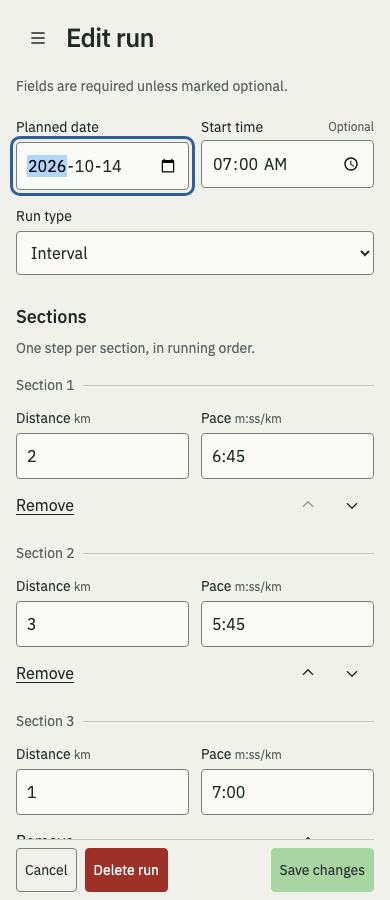 Edit run
Fields are required unless marked optional.
Planned date
Start time Optional
2026-10-14
07:00 AM
Run type
Interval
Sections
One step per section, in running order.
Section 1
Distance km
Pace m:ss/km
2
6:45
Remove
Section 2
Distance km
Pace m:ss/km
3
5:45
Remove
Section 3
Distance km
Pace m:ss/km
1
7:00
Cancel
Delete run
Save changes